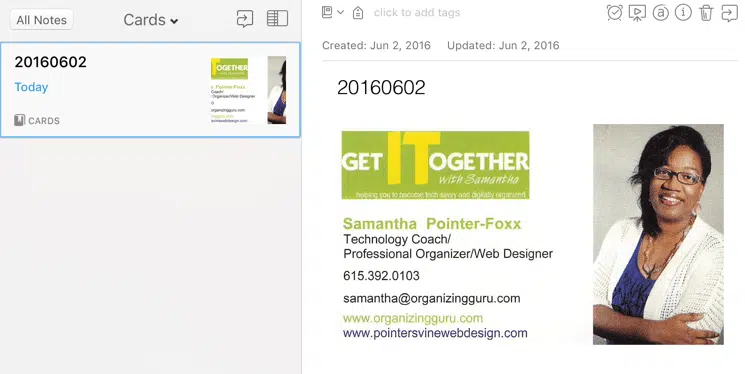 All Notes
Cards
20160602
Today
CARDS
click to add tags
Created: Jun 2, 2016 Updated: Jun 2, 2016
20160602
GET ITOGETHER
with Samantha
helping you to become tech savvy and digitally organized
Samantha Pointer-Foxx
Technology Coach/
Professional Organizer/Web Designer
615.392.0103
samantha@organizingguru.com
www.organizingguru.com
www.pointersvinewebdesign.com